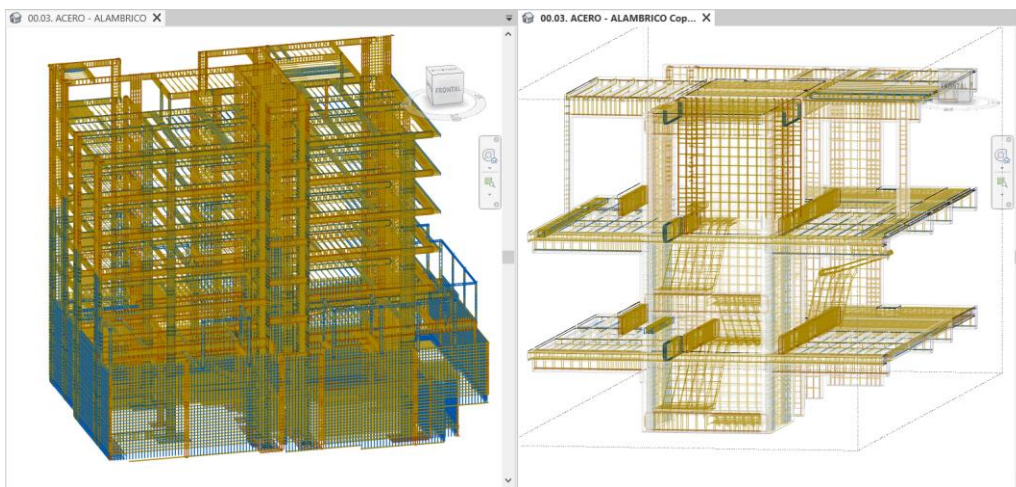 00.03. ACERO - ALAMBRICO
00.03. ACERO - ALAMBRICO Cop...
FRONTAL